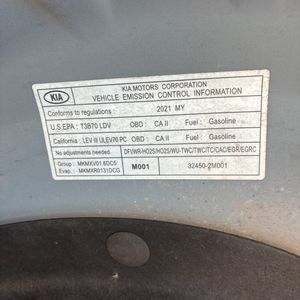 KIA
KIA MOTORS CORPORATION
VEHICLE EMISSION CONTROL INFORMATION
Conforms to regulations : 2021 MY
U.S.EPA : T3B70 LDV OBD : CA II Fuel : Gasoline
California : LEV III ULEV70 PC OBD : CA II Fuel : Gasoline
No adjustments needed. DFI/WR-HO2S/HO2S/WU-TWC/TWC/TC/CAC/EGR/EGRC
Group : MKMXV01.6DC5
Evap. : MKMXR0131DCG
M001 32450-2M001